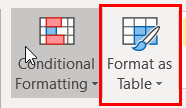 Conditional
Formatting
Format as
Table